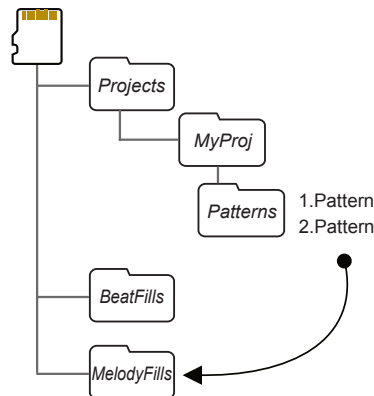 Projects
MyProj
Patterns
1.Pattern
2.Pattern
BeatFills
MelodyFills